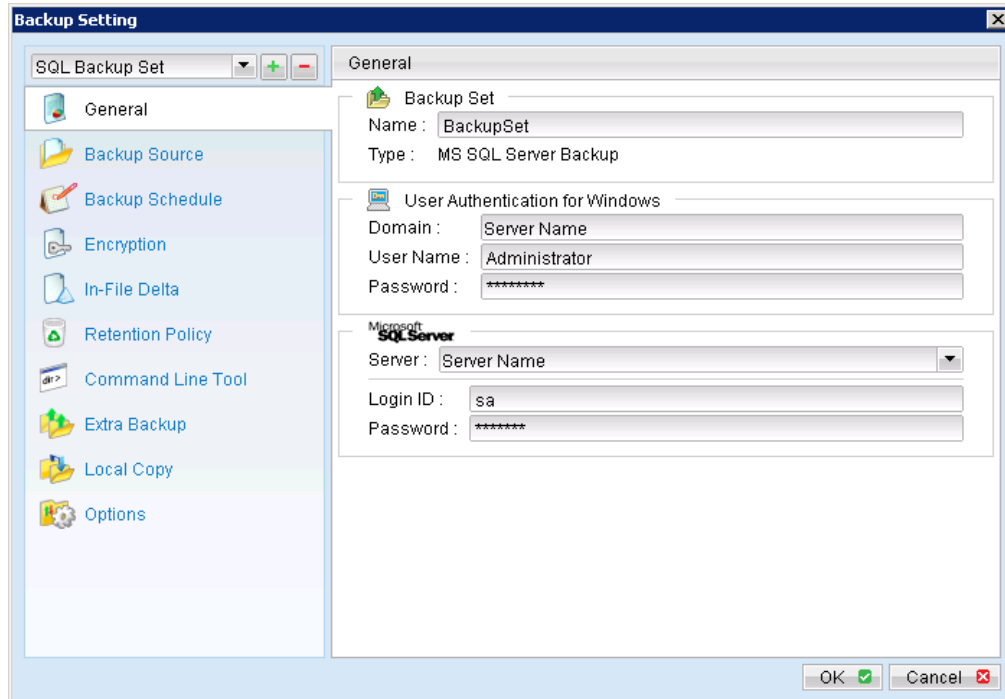 Backup Setting
SQL Backup Set
General
Backup Source
Backup Schedule
Encryption
In-File Delta
Retention Policy
dir>
Command Line Tool
Extra Backup
Local Copy
Options
General
Backup Set
Name : BackupSet
Type : MS SQL Server Backup
User Authentication for Windows
Domain : Server Name
User Name : Administrator
Password : ********
Microsoft
SQL Server
Server : Server Name
Login ID : sa
Password : *******
OK
Cancel